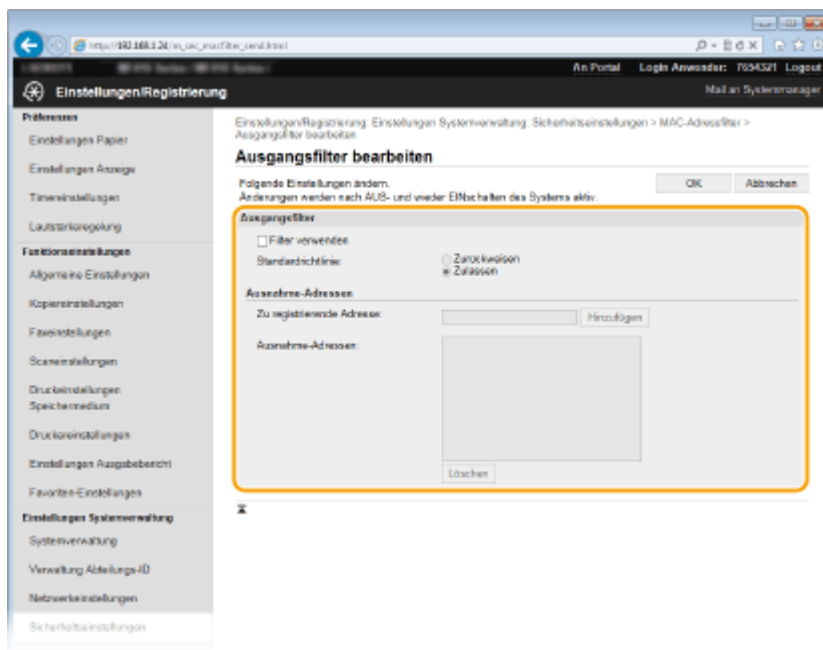 http://192.168.1.24/m_sec_macfilter_send.html
An Portal Login Anwender: 7654321 Logout
Einstellungen/Registrierung
Mail an Systemmanager
Präferenzen
Einstellungen Papier
Einstellungen Anzeige
Timereinstellungen
Lautstärkeregelung
Funktionseinstellungen
Allgemeine Einstellungen
Kopiereinstellungen
Faxeinstellungen
Scaneinstellungen
Druckeinstellungen
Speichermedium
Druckereinstellungen
Einstellungen Ausgabebericht
Favoriten-Einstellungen
Einstellungen Systemverwaltung
Systemverwaltung
Verwaltung Abteilungs-ID
Netzwerkeinstellungen
Sicherheitseinstellungen
Einstellungen/Registrierung: Einstellungen Systemverwaltung: Sicherheitseinstellungen > MAC-Adressfilter >
Ausgangsfilter bearbeiten
Ausgangsfilter bearbeiten
Folgende Einstellungen ändern.
Änderungen werden nach AUS- und wieder EINschalten des Systems aktiv.
OK Abbrechen
Ausgangsfilter
Filter verwenden
Standardrichtlinie:
Zurückweisen
Zulassen
Ausnahme-Adressen
Zu registrierende Adresse:
Hinzufügen
Ausnahme-Adressen:
Löschen